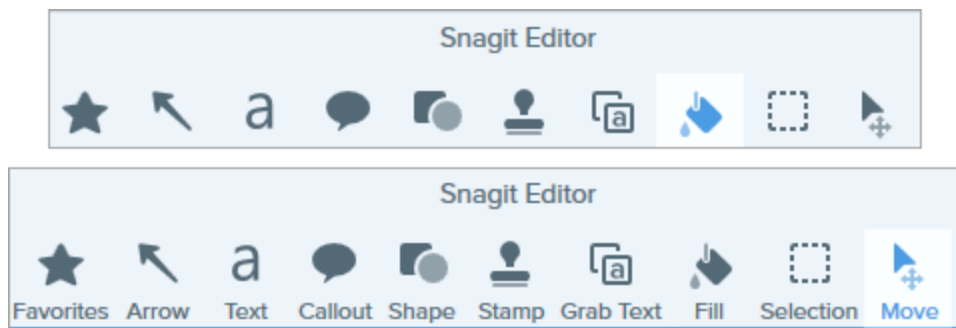 Snagit Editor
a
a
Snagit Editor
a
a
Favorites Arrow Text Callout Shape Stamp Grab Text Fill Selection Move